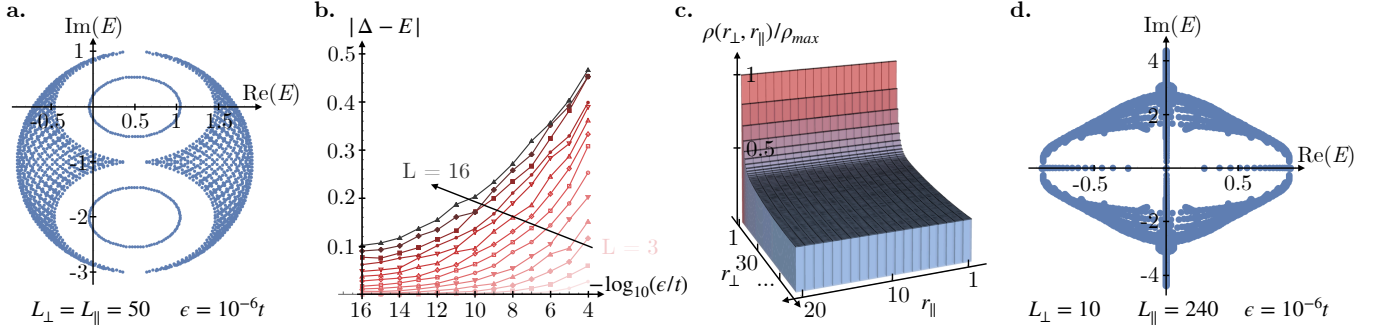 a.
Im(E)
1
Re(E)
-0.5
0.5
1
1.5
-1
-2
-3
L⊥ = L∥ = 50 ϵ = 10⁻⁶t
b.
|Δ − E|
0.5
0.4
0.3
0.2
0.1
L = 16
L = 3
16 14 12 10 8 6 4
−log₁₀(ϵ/t)
c.
ρ(r⊥, r∥)/ρmax
1
0.5
1
30
...
r⊥
20
10
1
r∥
d.
Im(E)
4
2
Re(E)
-0.5
0.5
-2
-4
L⊥ = 10 L∥ = 240 ϵ = 10⁻⁶t